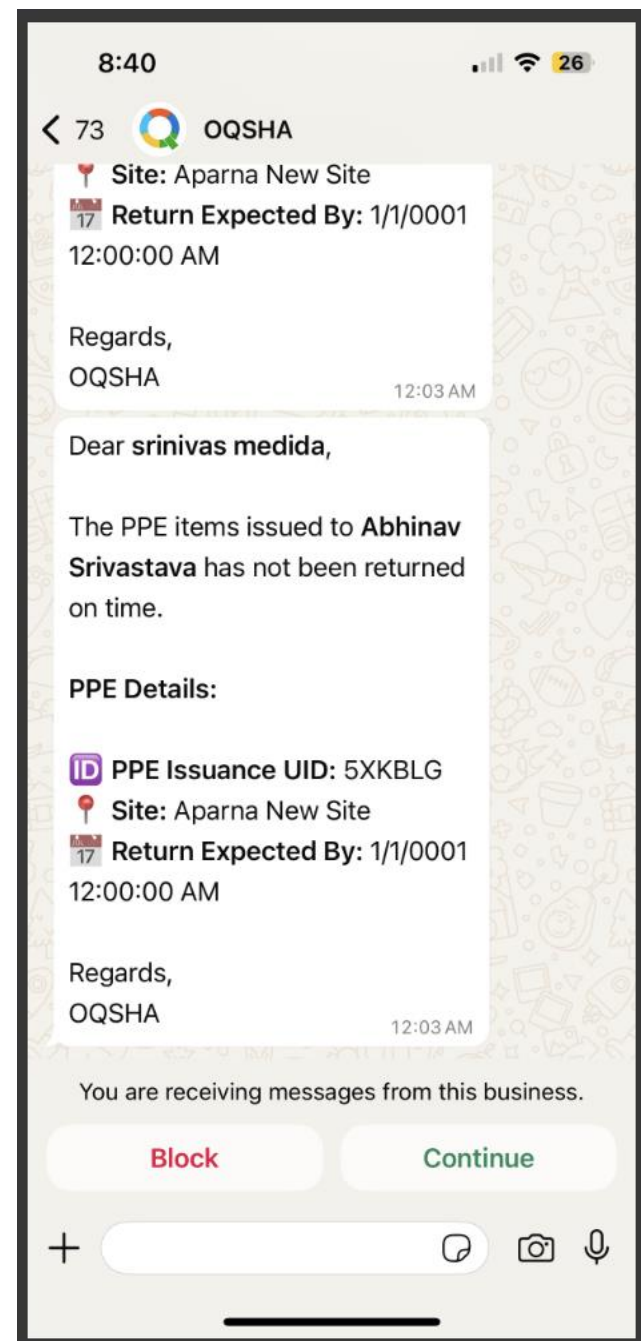 8:40
26
73 OQSHA
📍 Site: Aparna New Site
📅 Return Expected By: 1/1/0001
12:00:00 AM
Regards,
OQSHA
12:03 AM
Dear srinivas medida,
The PPE items issued to Abhinav
Srivastava has not been returned
on time.
PPE Details:
🆔 PPE Issuance UID: 5XKBLG
📍 Site: Aparna New Site
📅 Return Expected By: 1/1/0001
12:00:00 AM
Regards,
OQSHA
12:03 AM
You are receiving messages from this business.
Block
Continue